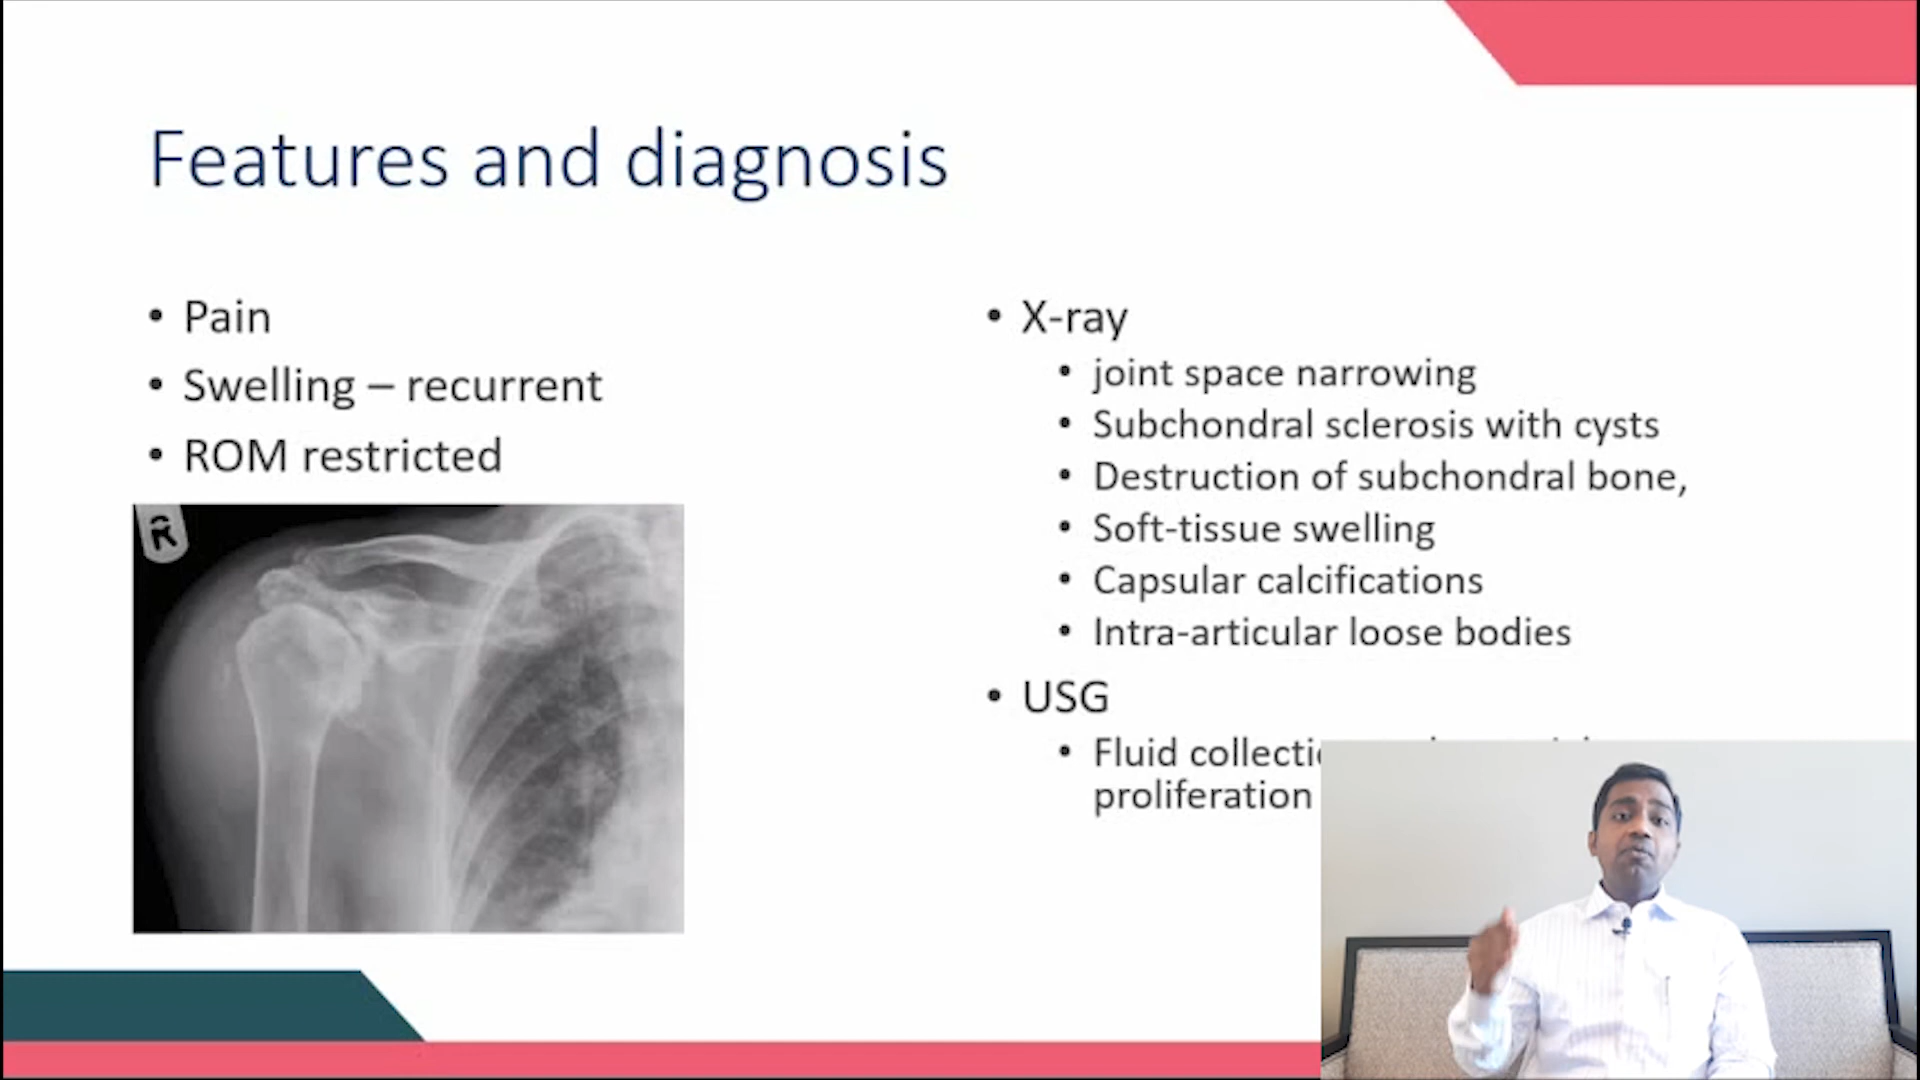 Features and diagnosis
• Pain
• Swelling – recurrent
• ROM restricted
R
• X-ray
• joint space narrowing
• Subchondral sclerosis with cysts
• Destruction of subchondral bone,
• Soft-tissue swelling
• Capsular calcifications
• Intra-articular loose bodies
• USG
• Fluid
proliferation